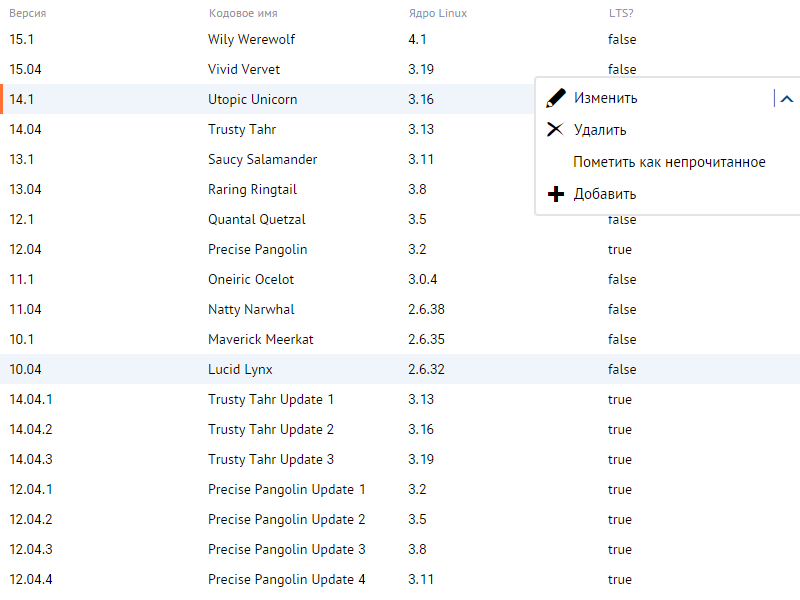 Версия Кодовое имя Ядро Linux LTS?
15.1 Wily Werewolf 4.1 false
15.04 Vivid Vervet 3.19 false
14.1 Utopic Unicorn 3.16 Изменить
14.04 Trusty Tahr 3.13 Удалить
13.1 Saucy Salamander 3.11 Пометить как непрочитанное
13.04 Raring Ringtail 3.8 Добавить
12.1 Quantal Quetzal 3.5 false
12.04 Precise Pangolin 3.2 true
11.1 Oneiric Ocelot 3.0.4 false
11.04 Natty Narwhal 2.6.38 false
10.1 Maverick Meerkat 2.6.35 false
10.04 Lucid Lynx 2.6.32 false
14.04.1 Trusty Tahr Update 1 3.13 true
14.04.2 Trusty Tahr Update 2 3.16 true
14.04.3 Trusty Tahr Update 3 3.19 true
12.04.1 Precise Pangolin Update 1 3.2 true
12.04.2 Precise Pangolin Update 2 3.5 true
12.04.3 Precise Pangolin Update 3 3.8 true
12.04.4 Precise Pangolin Update 4 3.11 true